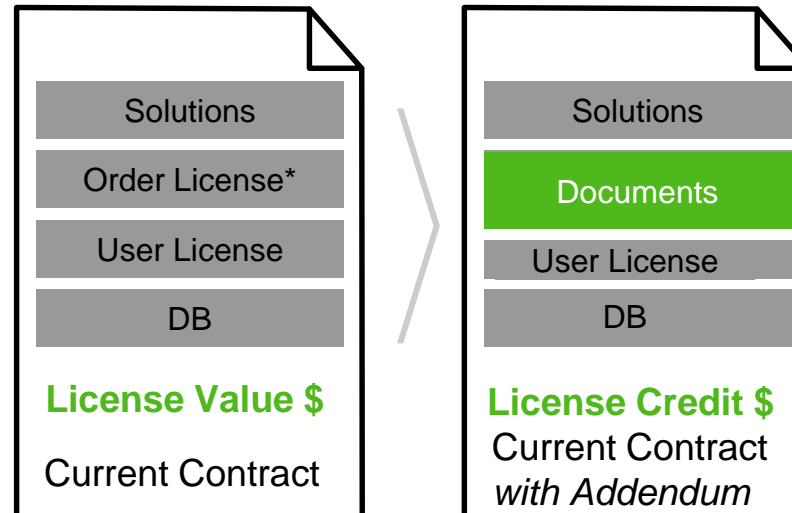 Solutions
Order License*
User License
DB
License Value $
Current Contract
Solutions
Documents
User License
DB
License Credit $
Current Contract
with Addendum